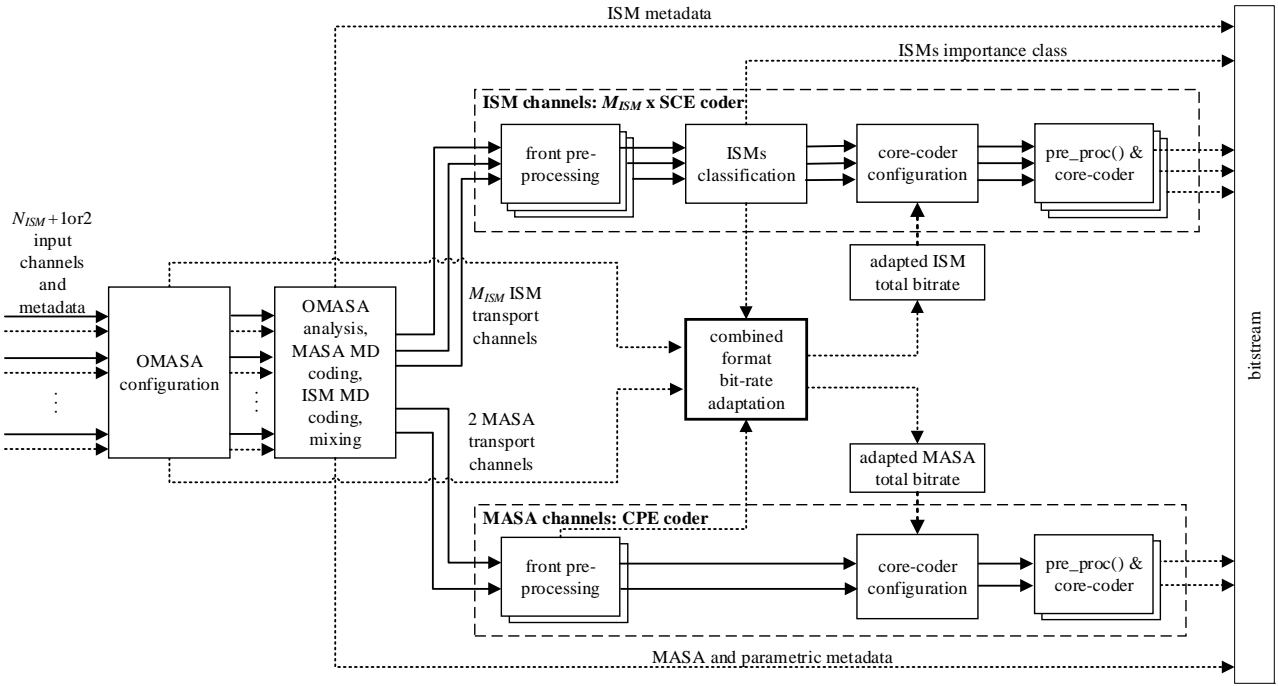 ISM metadata
ISMs importance class
ISM channels: M_ISM x SCE coder
front pre-
processing
ISMs
classification
core-coder
configuration
pre_proc() &
core-coder
N_ISM +1or2
input
channels
and
metadata
adapted ISM
total bitrate
M_ISM ISM
transport
channels
OMASA
configuration
OMASA
analysis,
MASA MD
coding,
ISM MD
coding,
mixing
combined
format
bit-rate
adaptation
bitstream
2 MASA
transport
channels
adapted MASA
total bitrate
MASA channels: CPE coder
front pre-
processing
core-coder
configuration
pre_proc() &
core-coder
MASA and parametric metadata